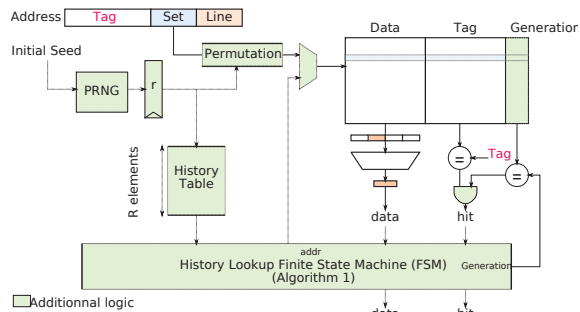 Address Tag Set Line
Data Tag Generation
Initial Seed
Permutation
PRNG
r
R elements
History
Table
Tag
=
=
data hit
addr
History Lookup Finite State Machine (FSM) Generation
(Algorithm 1)
Additionnal logic
data hit